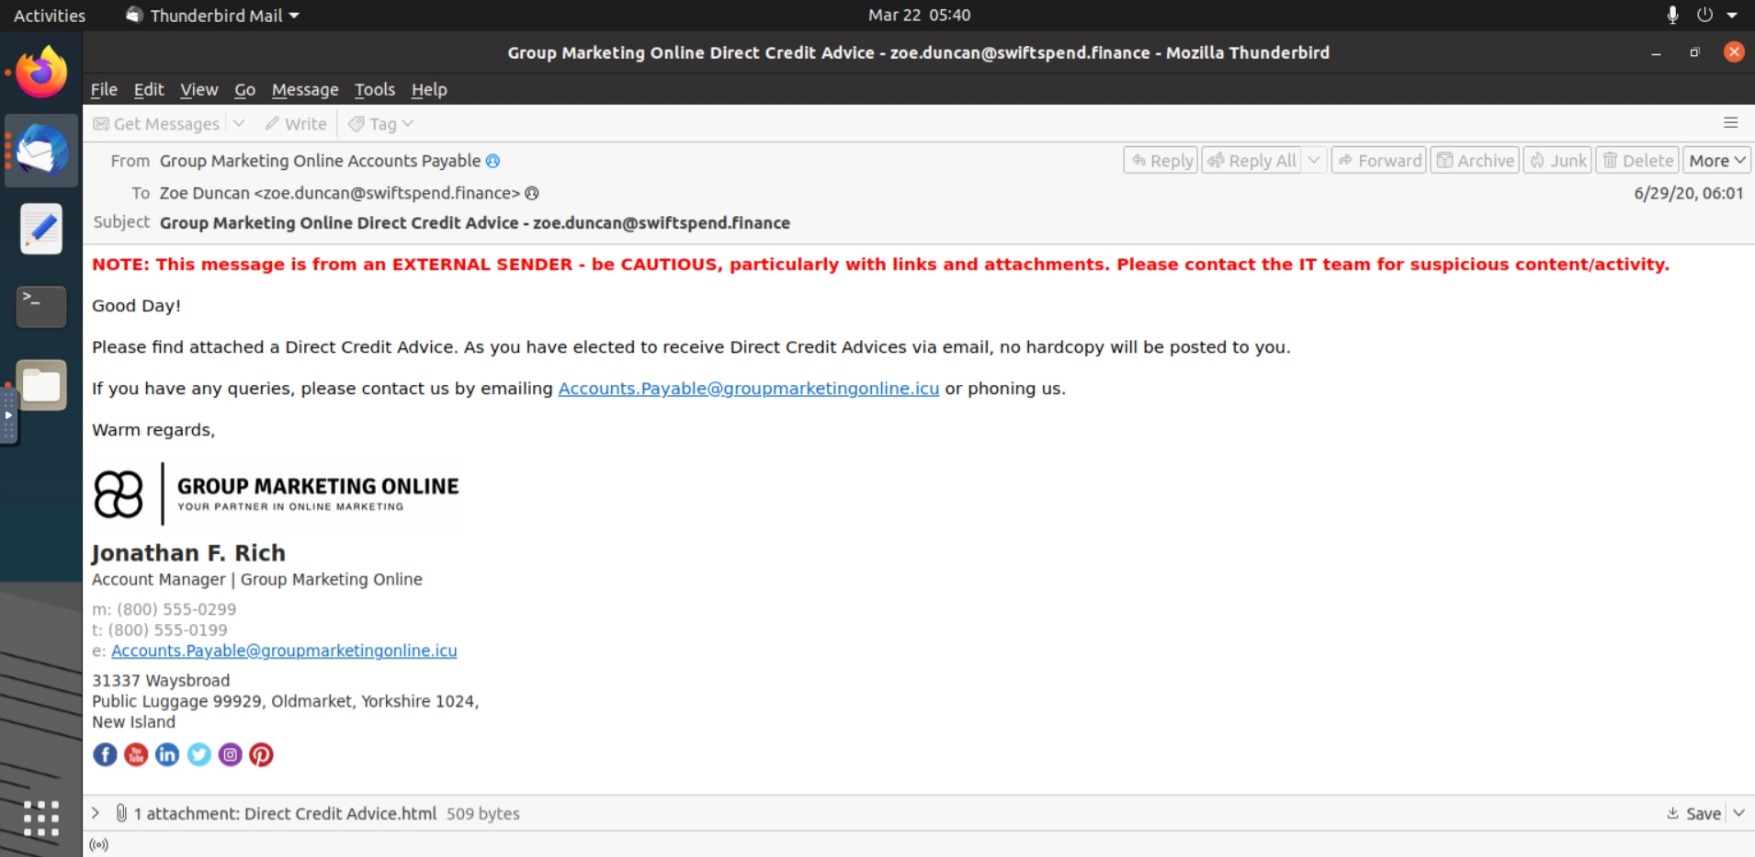 Activities Thunderbird Mail Mar 22 05:40
Group Marketing Online Direct Credit Advice - zoe.duncan@swiftspend.finance - Mozilla Thunderbird
File Edit View Go Message Tools Help
Get Messages Write Tag
From Group Marketing Online Accounts Payable Reply Reply All Forward Archive Junk Delete More
To Zoe Duncan <zoe.duncan@swiftspend.finance> 6/29/20, 06:01
Subject Group Marketing Online Direct Credit Advice - zoe.duncan@swiftspend.finance
NOTE: This message is from an EXTERNAL SENDER - be CAUTIOUS, particularly with links and attachments. Please contact the IT team for suspicious content/activity.
Good Day!
Please find attached a Direct Credit Advice. As you have elected to receive Direct Credit Advices via email, no hardcopy will be posted to you.
If you have any queries, please contact us by emailing Accounts.Payable@groupmarketingonline.icu or phoning us.
Warm regards,
GROUP MARKETING ONLINE
YOUR PARTNER IN ONLINE MARKETING
Jonathan F. Rich
Account Manager | Group Marketing Online
m: (800) 555-0299
t: (800) 555-0199
e: Accounts.Payable@groupmarketingonline.icu
31337 Waysbroad
Public Luggage 99929, Oldmarket, Yorkshire 1024,
New Island
1 attachment: Direct Credit Advice.html 509 bytes Save